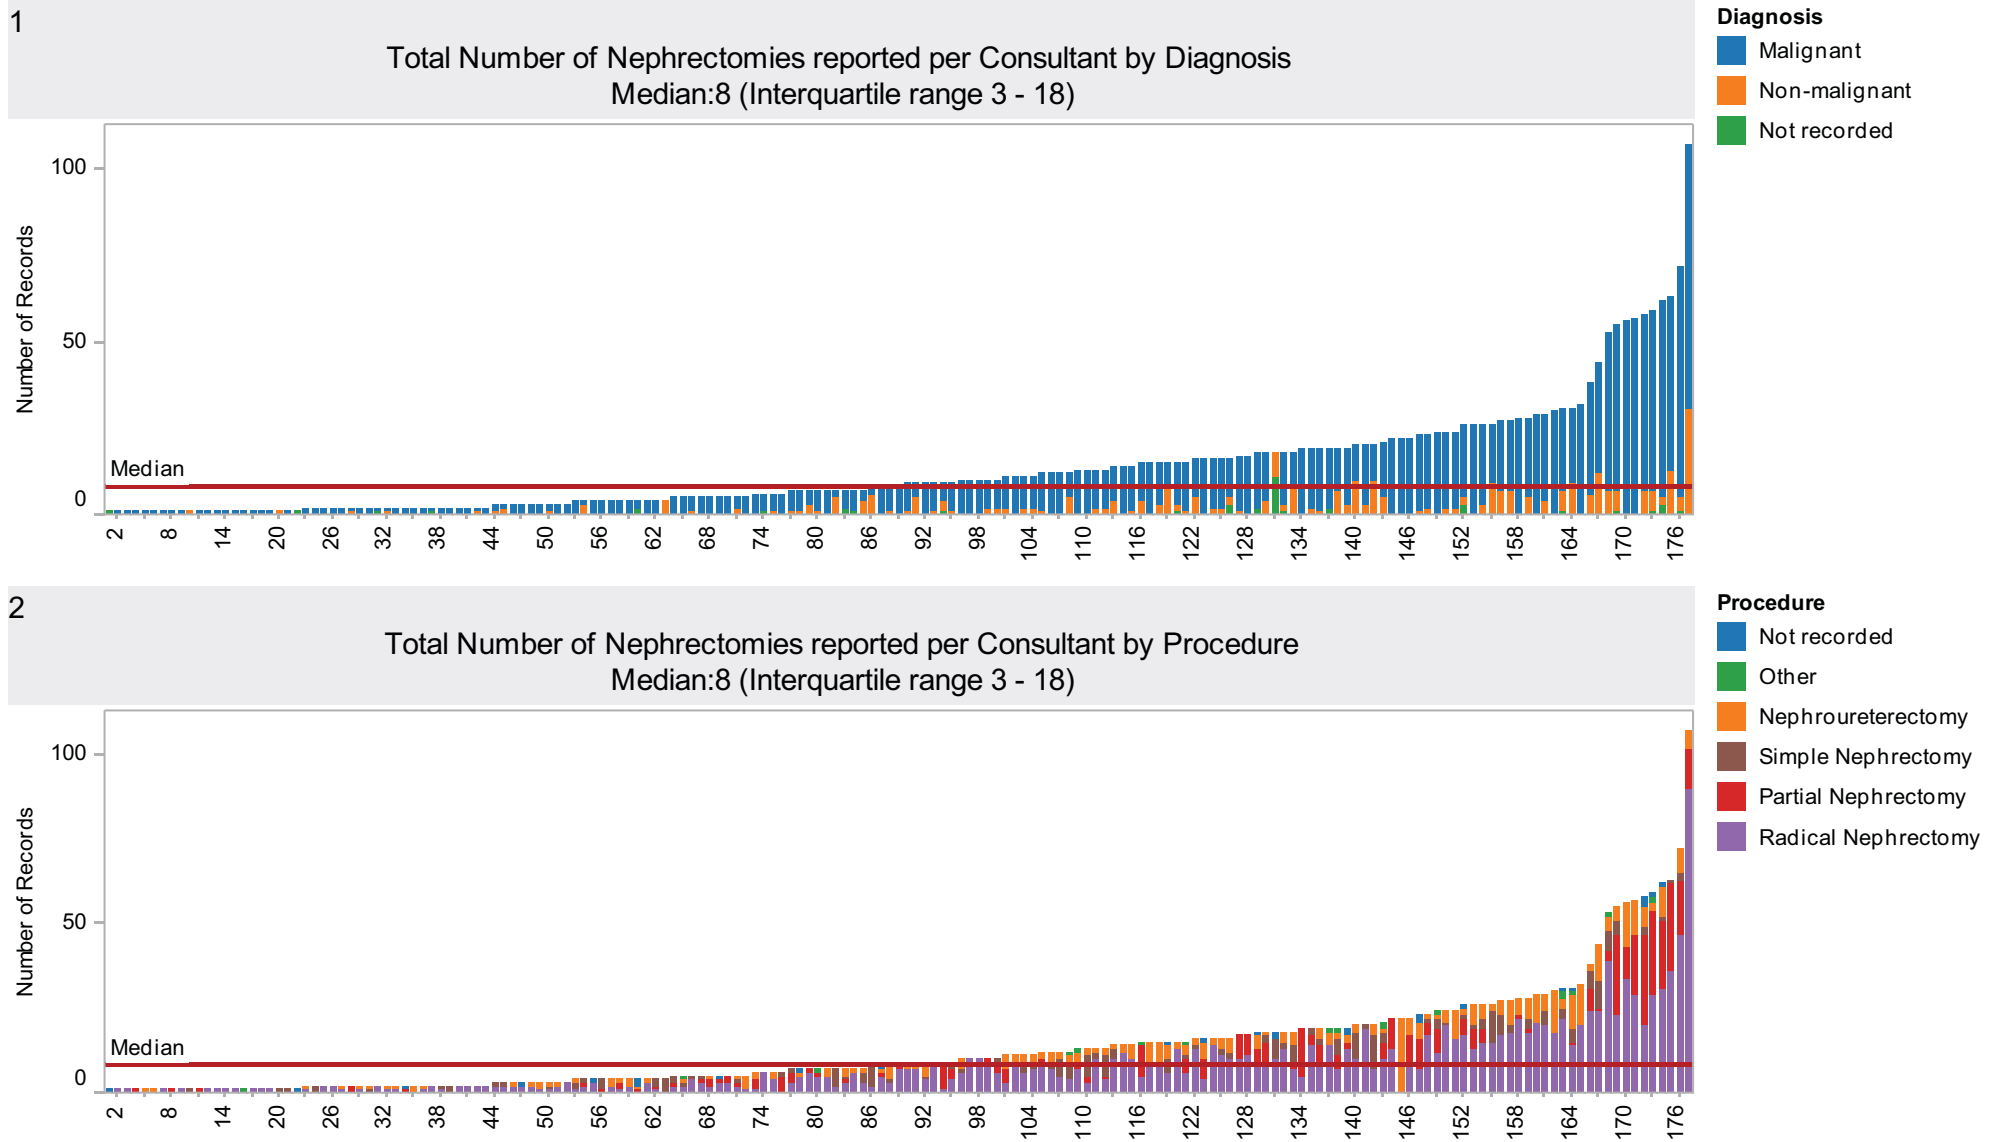 1
Total Number of Nephrectomies reported per Consultant by Diagnosis
Median:8 (Interquartile range 3 - 18)
Diagnosis
Malignant
Non-malignant
Not recorded
Number of Records
100
50
0
Median
2 8 14 20 26 32 38 44 50 56 62 68 74 80 86 92 98 104 110 116 122 128 134 140 146 152 158 164 170 176
2
Total Number of Nephrectomies reported per Consultant by Procedure
Median:8 (Interquartile range 3 - 18)
Procedure
Not recorded
Other
Nephroureterectomy
Simple Nephrectomy
Partial Nephrectomy
Radical Nephrectomy
Number of Records
100
50
0
Median
2 8 14 20 26 32 38 44 50 56 62 68 74 80 86 92 98 104 110 116 122 128 134 140 146 152 158 164 170 176